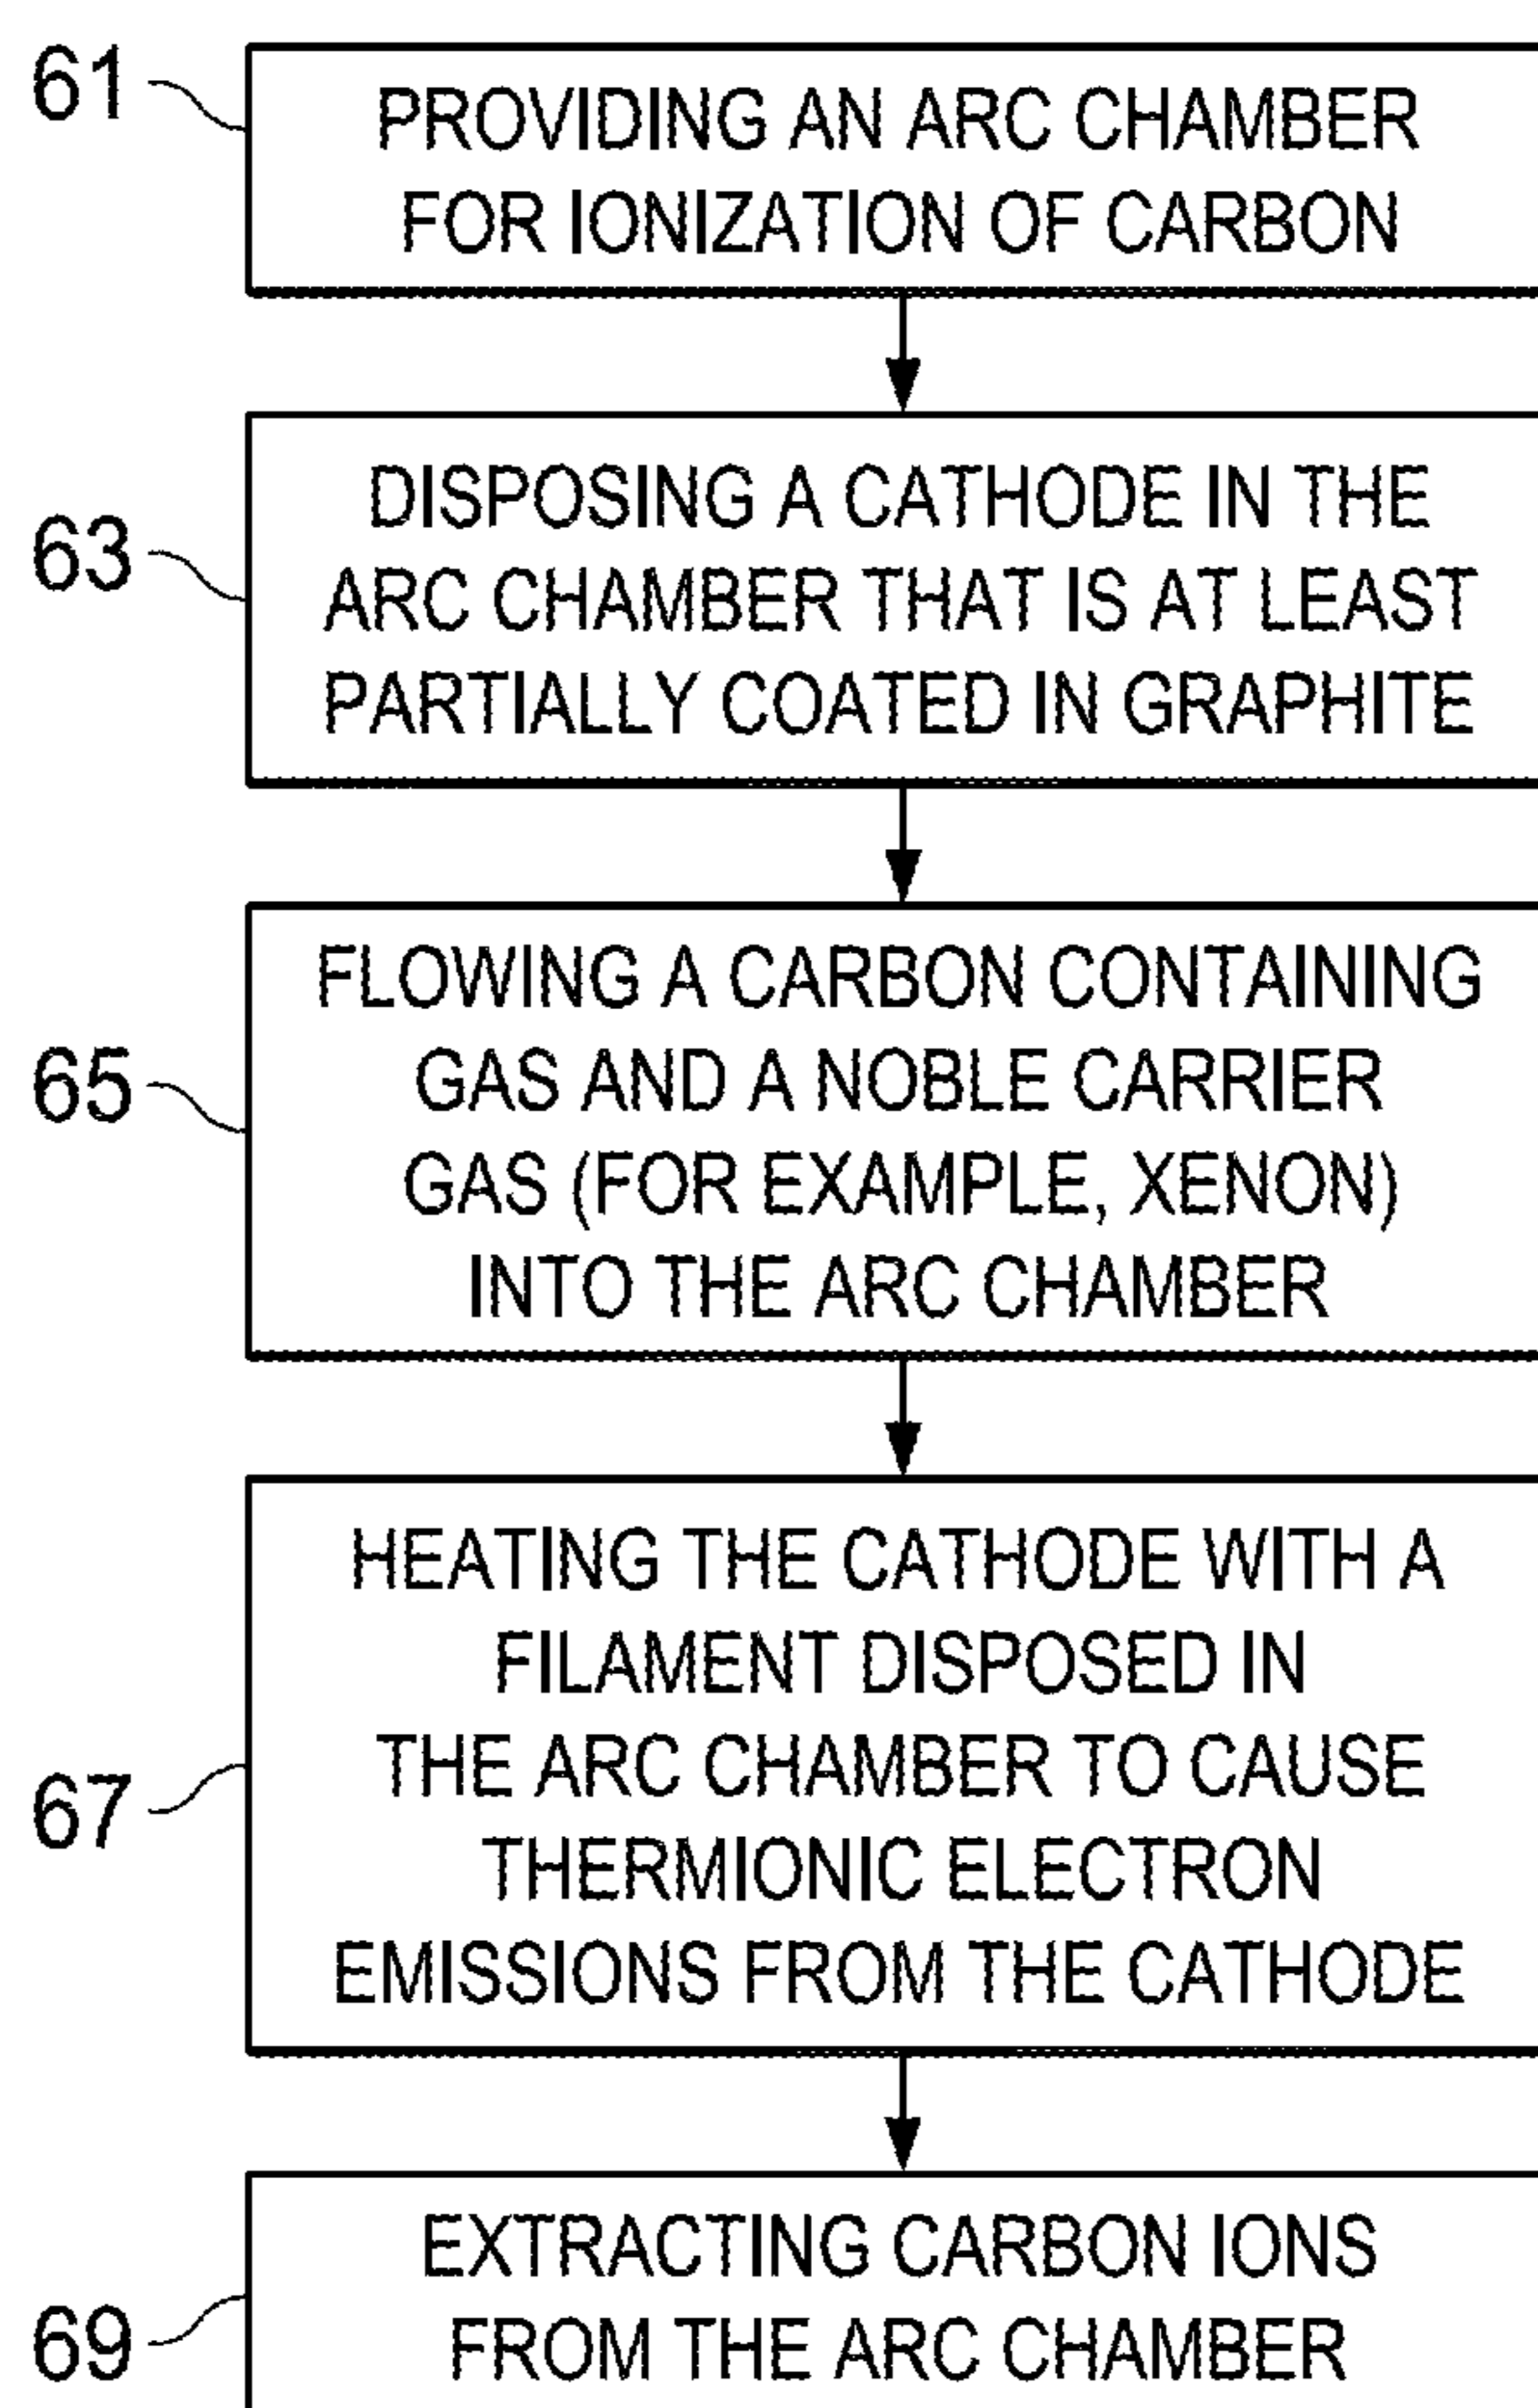 61
PROVIDING AN ARC CHAMBER
FOR IONIZATION OF CARBON
63
DISPOSING A CATHODE IN THE
ARC CHAMBER THAT IS AT LEAST
PARTIALLY COATED IN GRAPHITE
65
FLOWING A CARBON CONTAINING
GAS AND A NOBLE CARRIER
GAS (FOR EXAMPLE, XENON)
INTO THE ARC CHAMBER
67
HEATING THE CATHODE WITH A
FILAMENT DISPOSED IN
THE ARC CHAMBER TO CAUSE
THERMIONIC ELECTRON
EMISSIONS FROM THE CATHODE
69
EXTRACTING CARBON IONS
FROM THE ARC CHAMBER